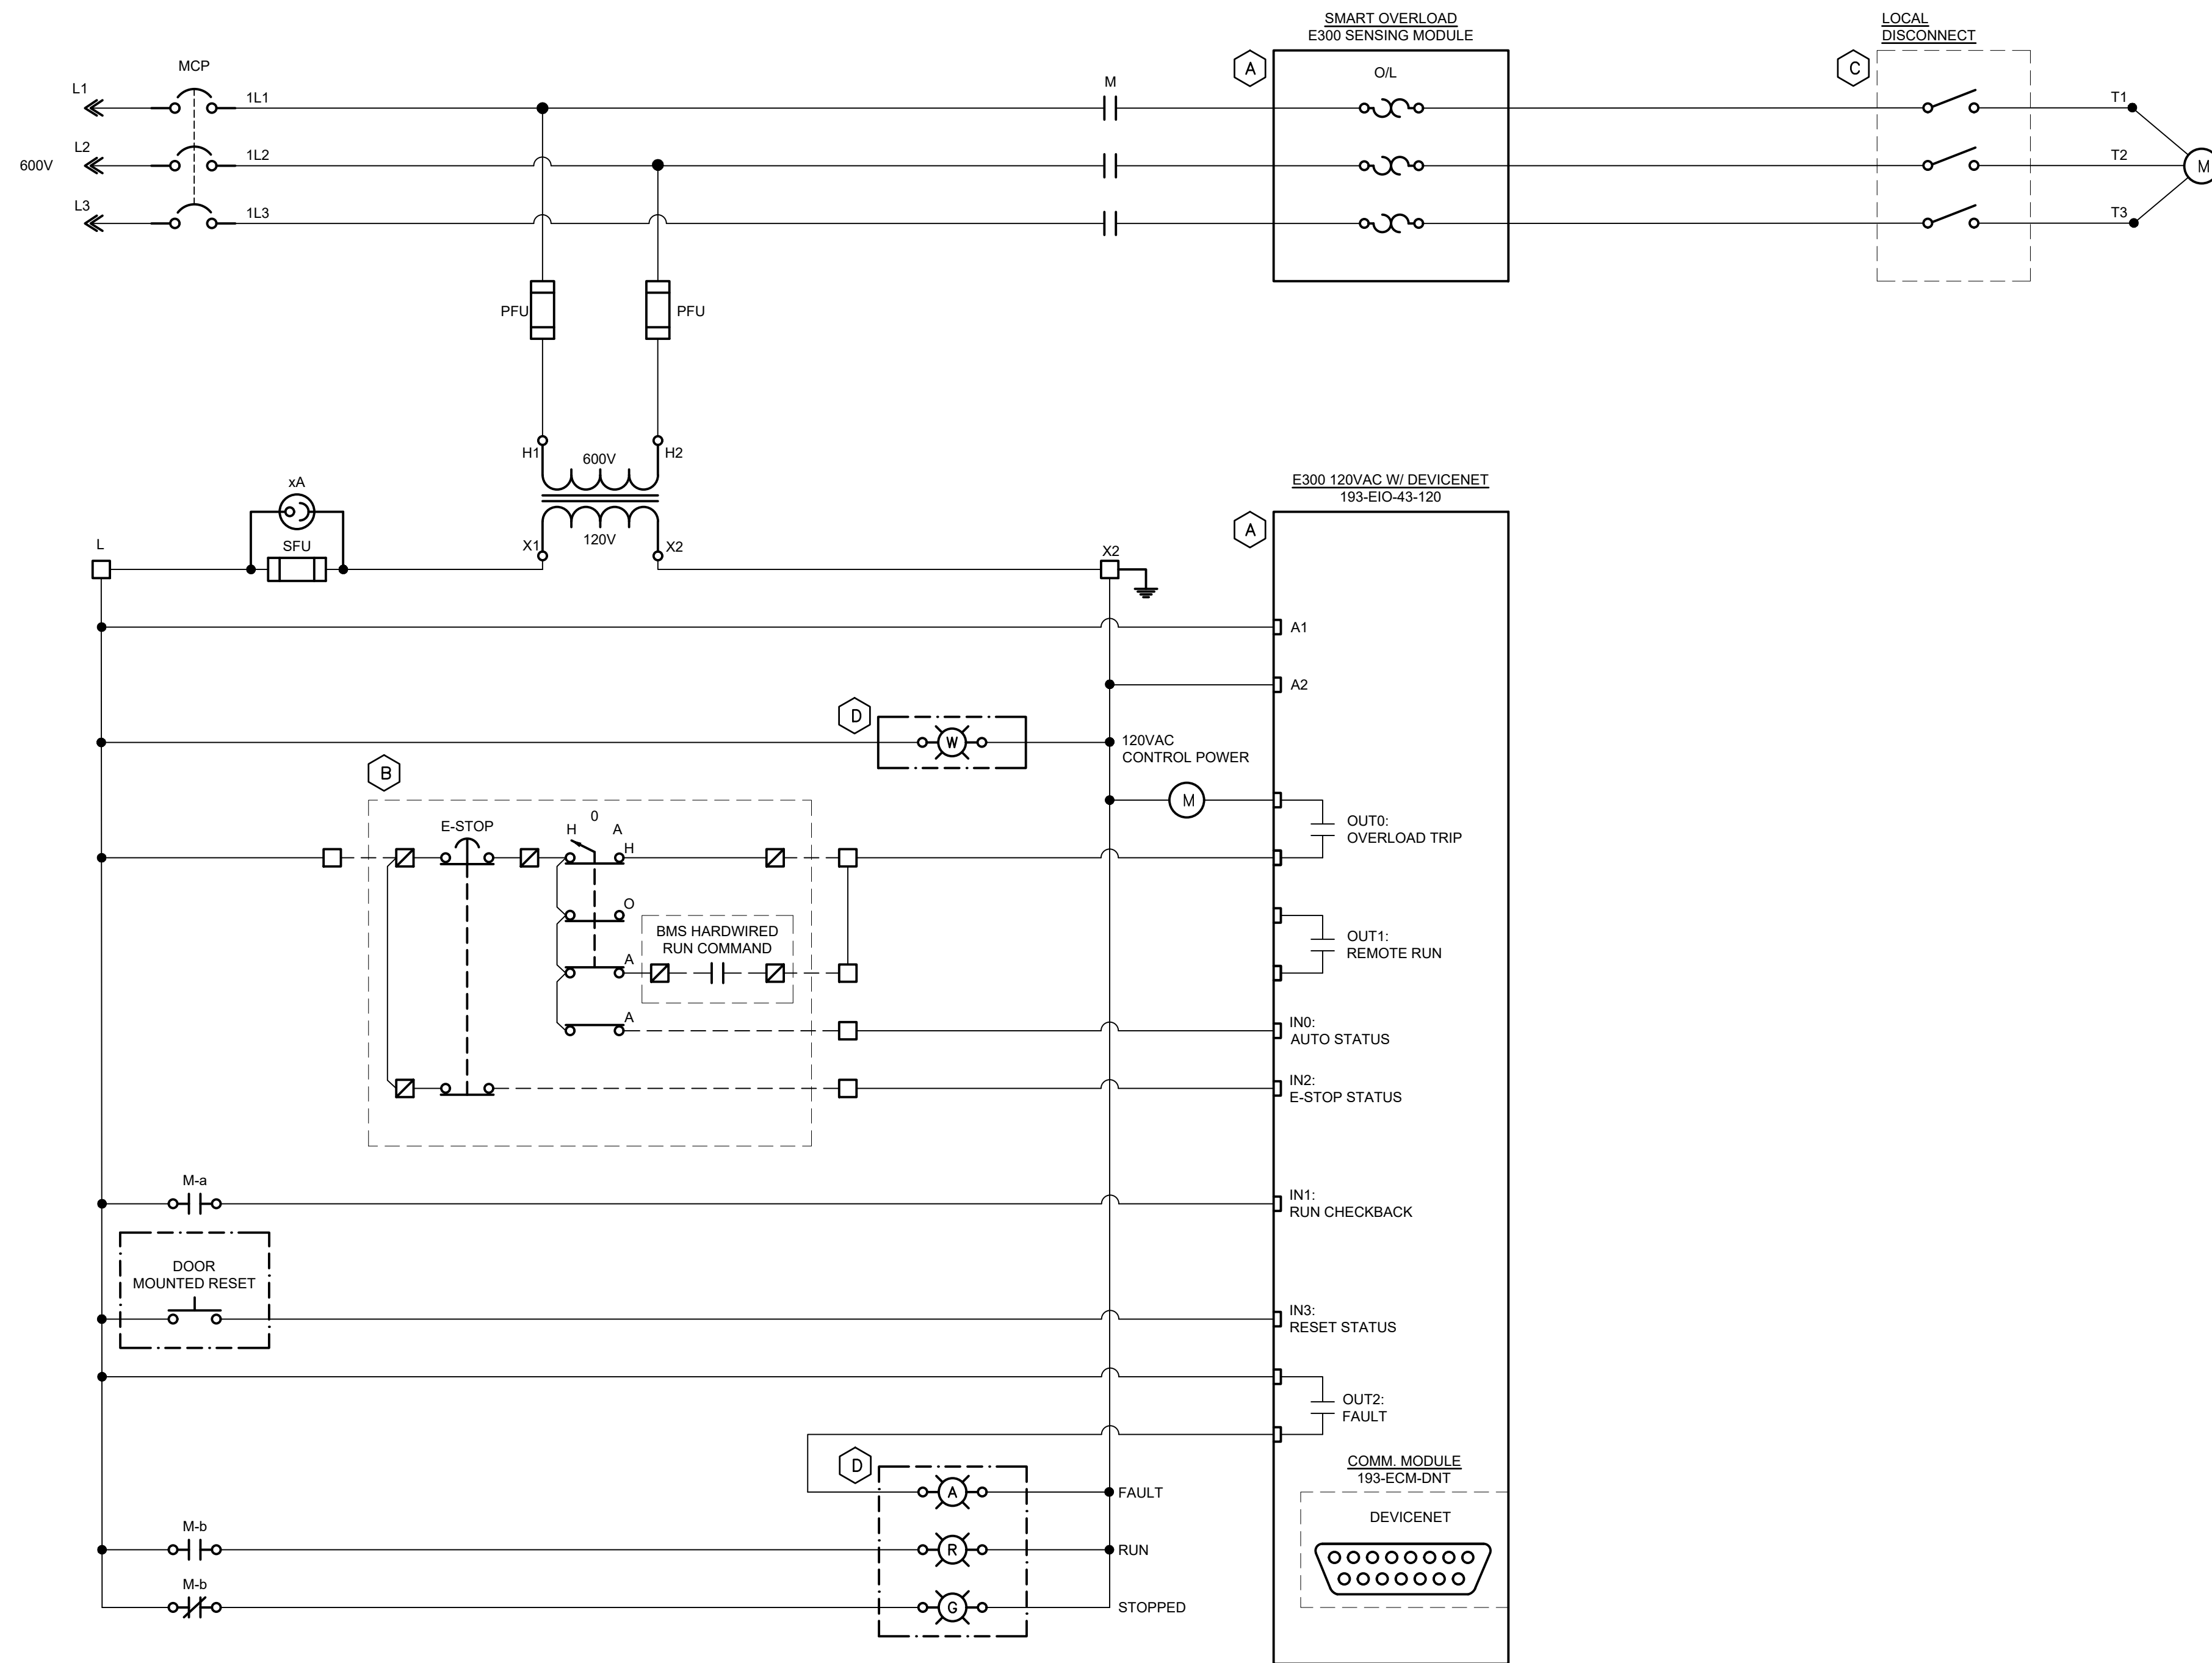 SMART OVERLOAD
E300 SENSING MODULE
LOCAL
DISCONNECT
MCP
A
O/L
C
L1
1L1
M
T1
L2
1L2
T2
600V
M
L3
1L3
T3
PFU
PFU
H1
600V
H2
xA
E300 120VAC W/ DEVICENET
193-EIO-43-120
A
SFU
X1
120V
X2
L
X2
A1
A2
D
W
120VAC
CONTROL POWER
B
M
0
E-STOP
H
A
H
OUT0:
OVERLOAD TRIP
O
BMS HARDWIRED
RUN COMMAND
OUT1:
REMOTE RUN
A
A
IN0:
AUTO STATUS
IN2:
E-STOP STATUS
M-a
IN1:
RUN CHECKBACK
DOOR
MOUNTED RESET
IN3:
RESET STATUS
OUT2:
FAULT
D
COMM. MODULE
193-ECM-DNT
A
FAULT
DEVICENET
M-b
R
RUN
M-b
G
STOPPED